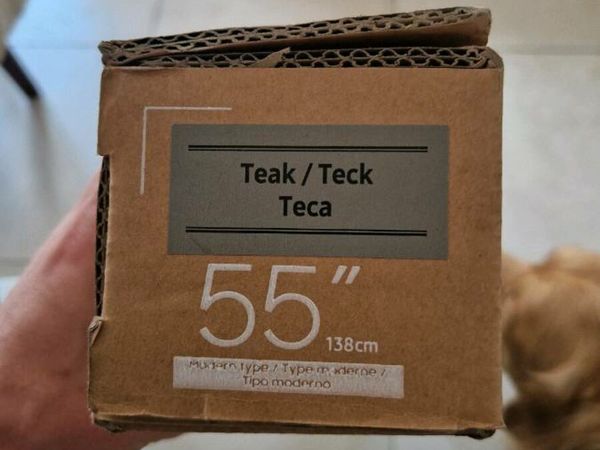 Teak / Teck
Teca
55"
138cm
Modern type / Type moderne /
Tipo moderno